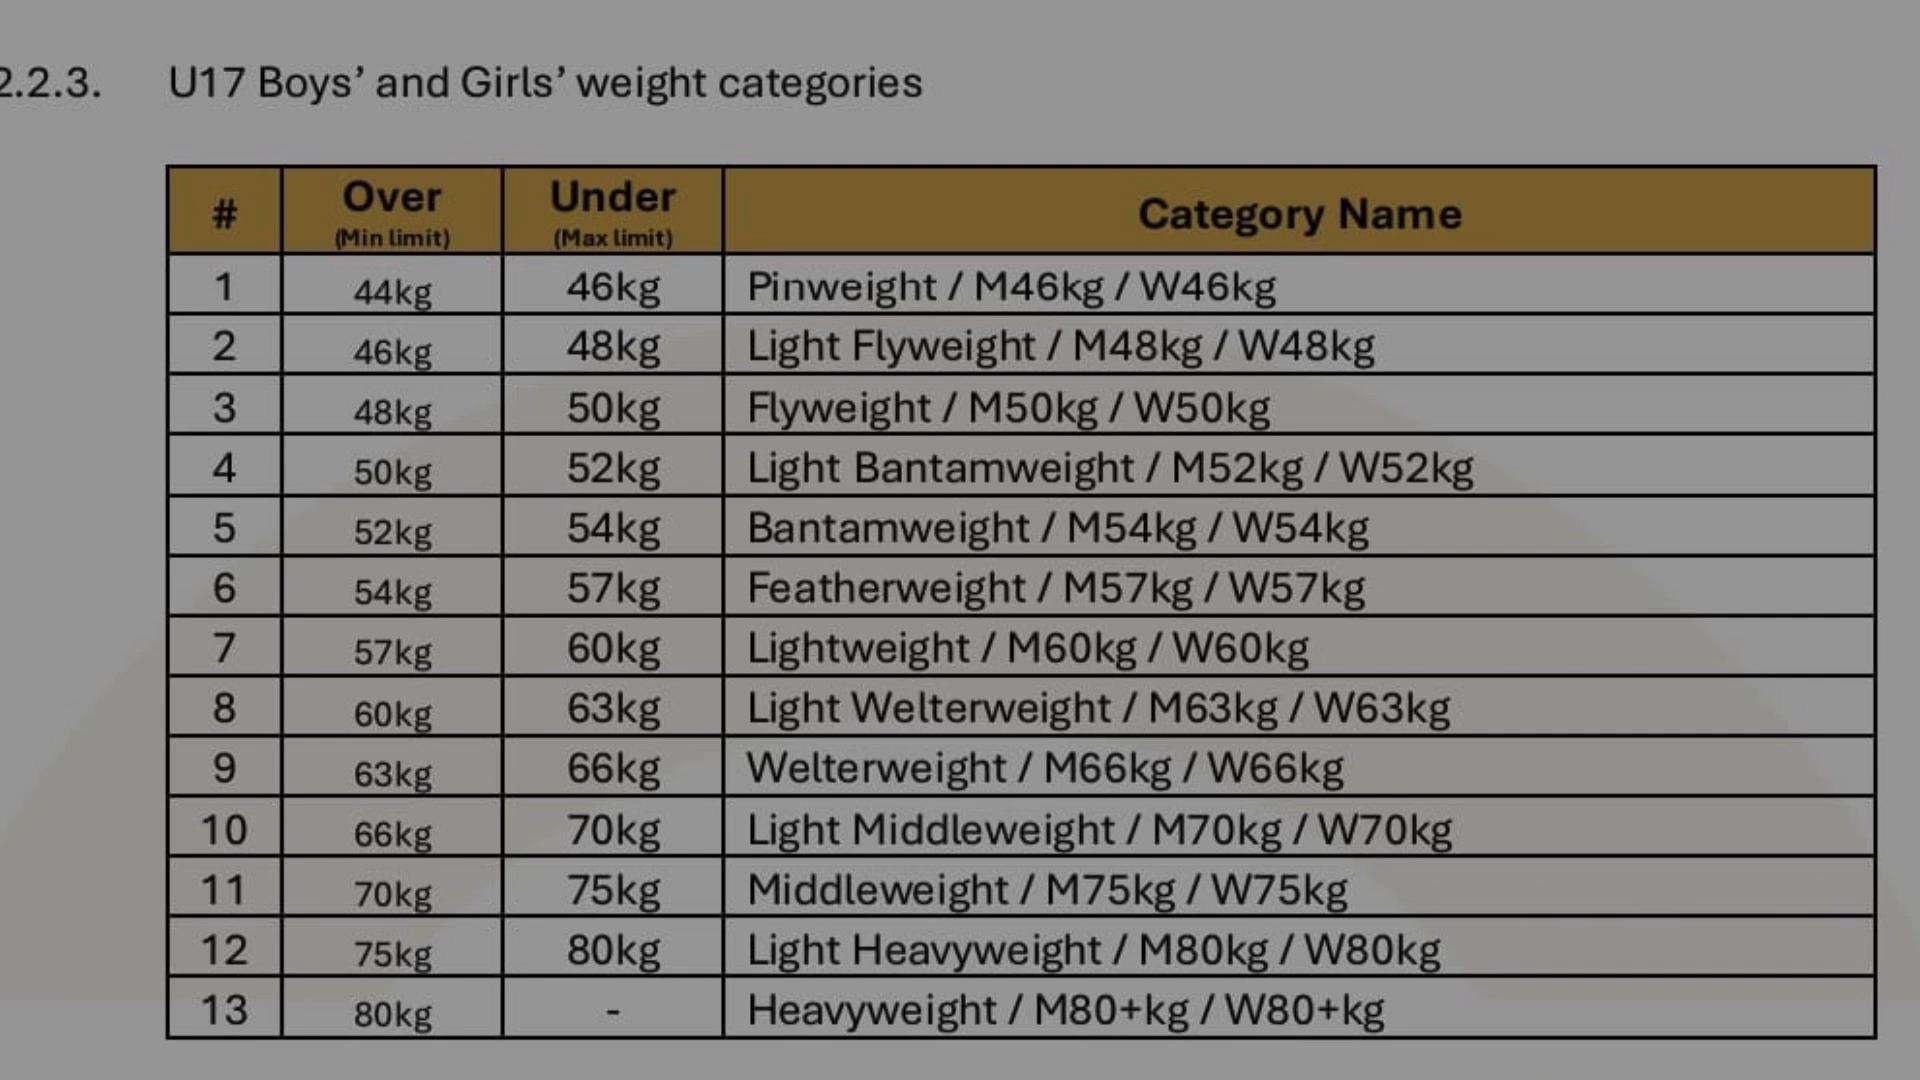 2.2.3. U17 Boys’ and Girls’ weight categories
# Over (Min limit) Under (Max limit) Category Name
1 44kg 46kg Pinweight / M46kg / W46kg
2 46kg 48kg Light Flyweight / M48kg / W48kg
3 48kg 50kg Flyweight / M50kg / W50kg
4 50kg 52kg Light Bantamweight / M52kg / W52kg
5 52kg 54kg Bantamweight / M54kg / W54kg
6 54kg 57kg Featherweight / M57kg / W57kg
7 57kg 60kg Lightweight / M60kg / W60kg
8 60kg 63kg Light Welterweight / M63kg / W63kg
9 63kg 66kg Welterweight / M66kg / W66kg
10 66kg 70kg Light Middleweight / M70kg / W70kg
11 70kg 75kg Middleweight / M75kg / W75kg
12 75kg 80kg Light Heavyweight / M80kg / W80kg
13 80kg - Heavyweight / M80+kg / W80+kg